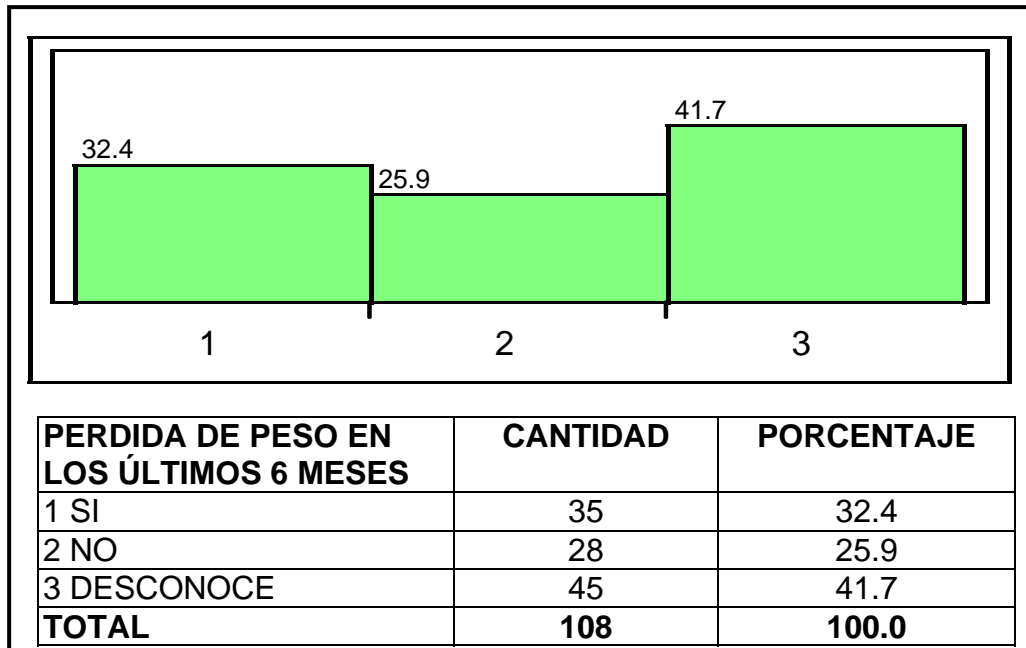 41.7
32.4
25.9
1 2 3
PERDIDA DE PESO EN LOS ÚLTIMOS 6 MESES CANTIDAD PORCENTAJE
1 SI 35 32.4
2 NO 28 25.9
3 DESCONOCE 45 41.7
TOTAL 108 100.0